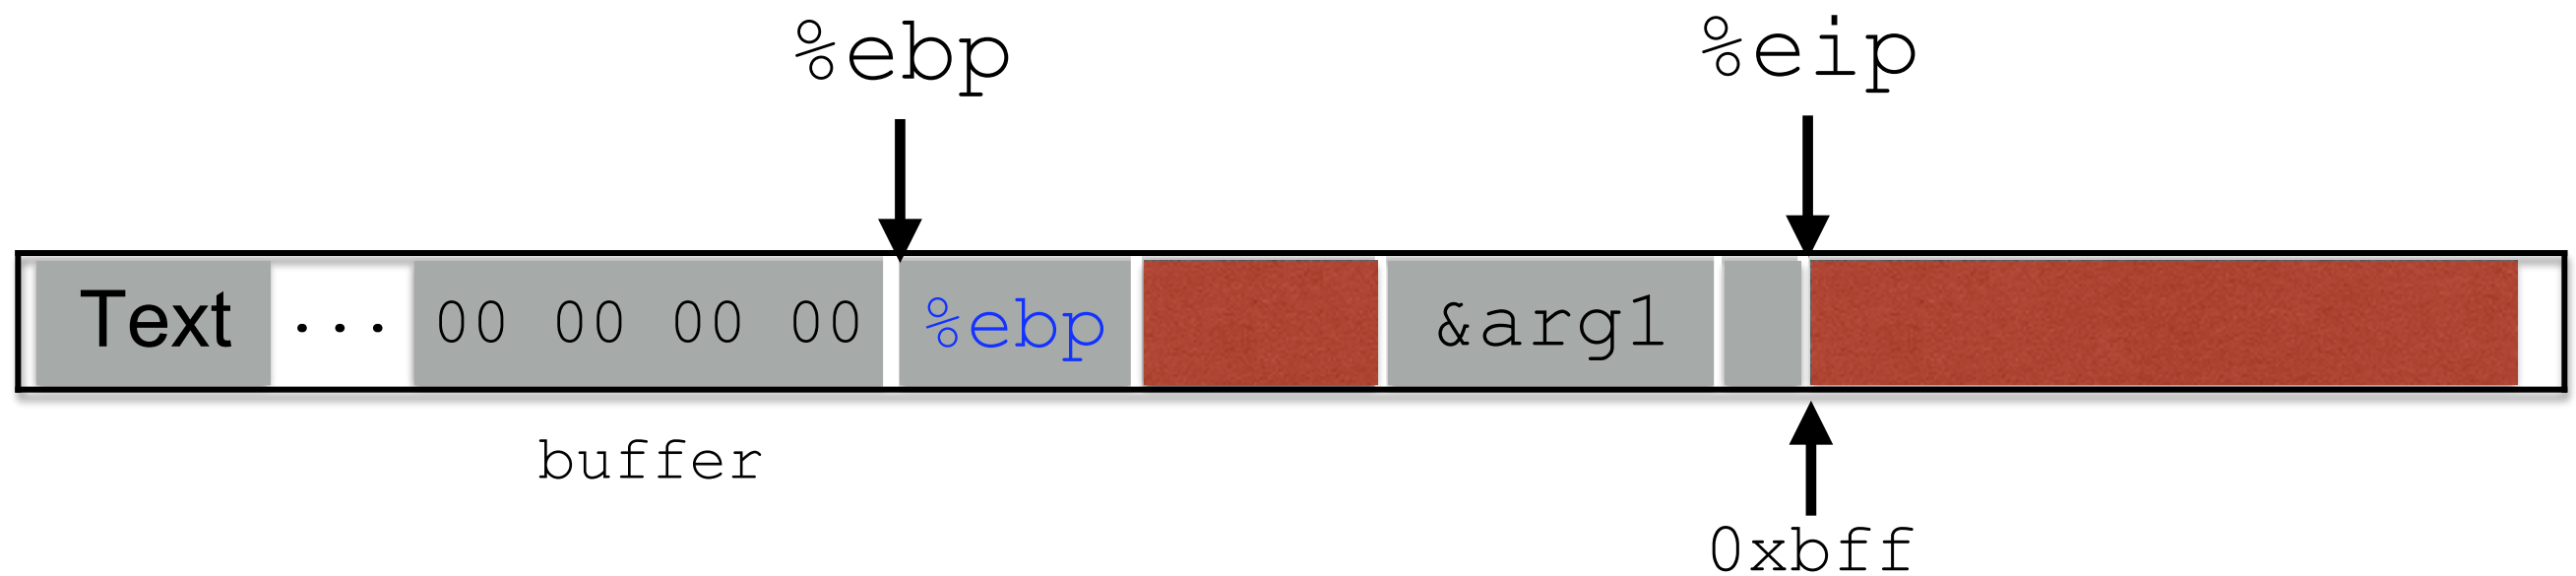 %ebp %eip
Text ... 00 00 00 00 %ebp &arg1
buffer
0xbff